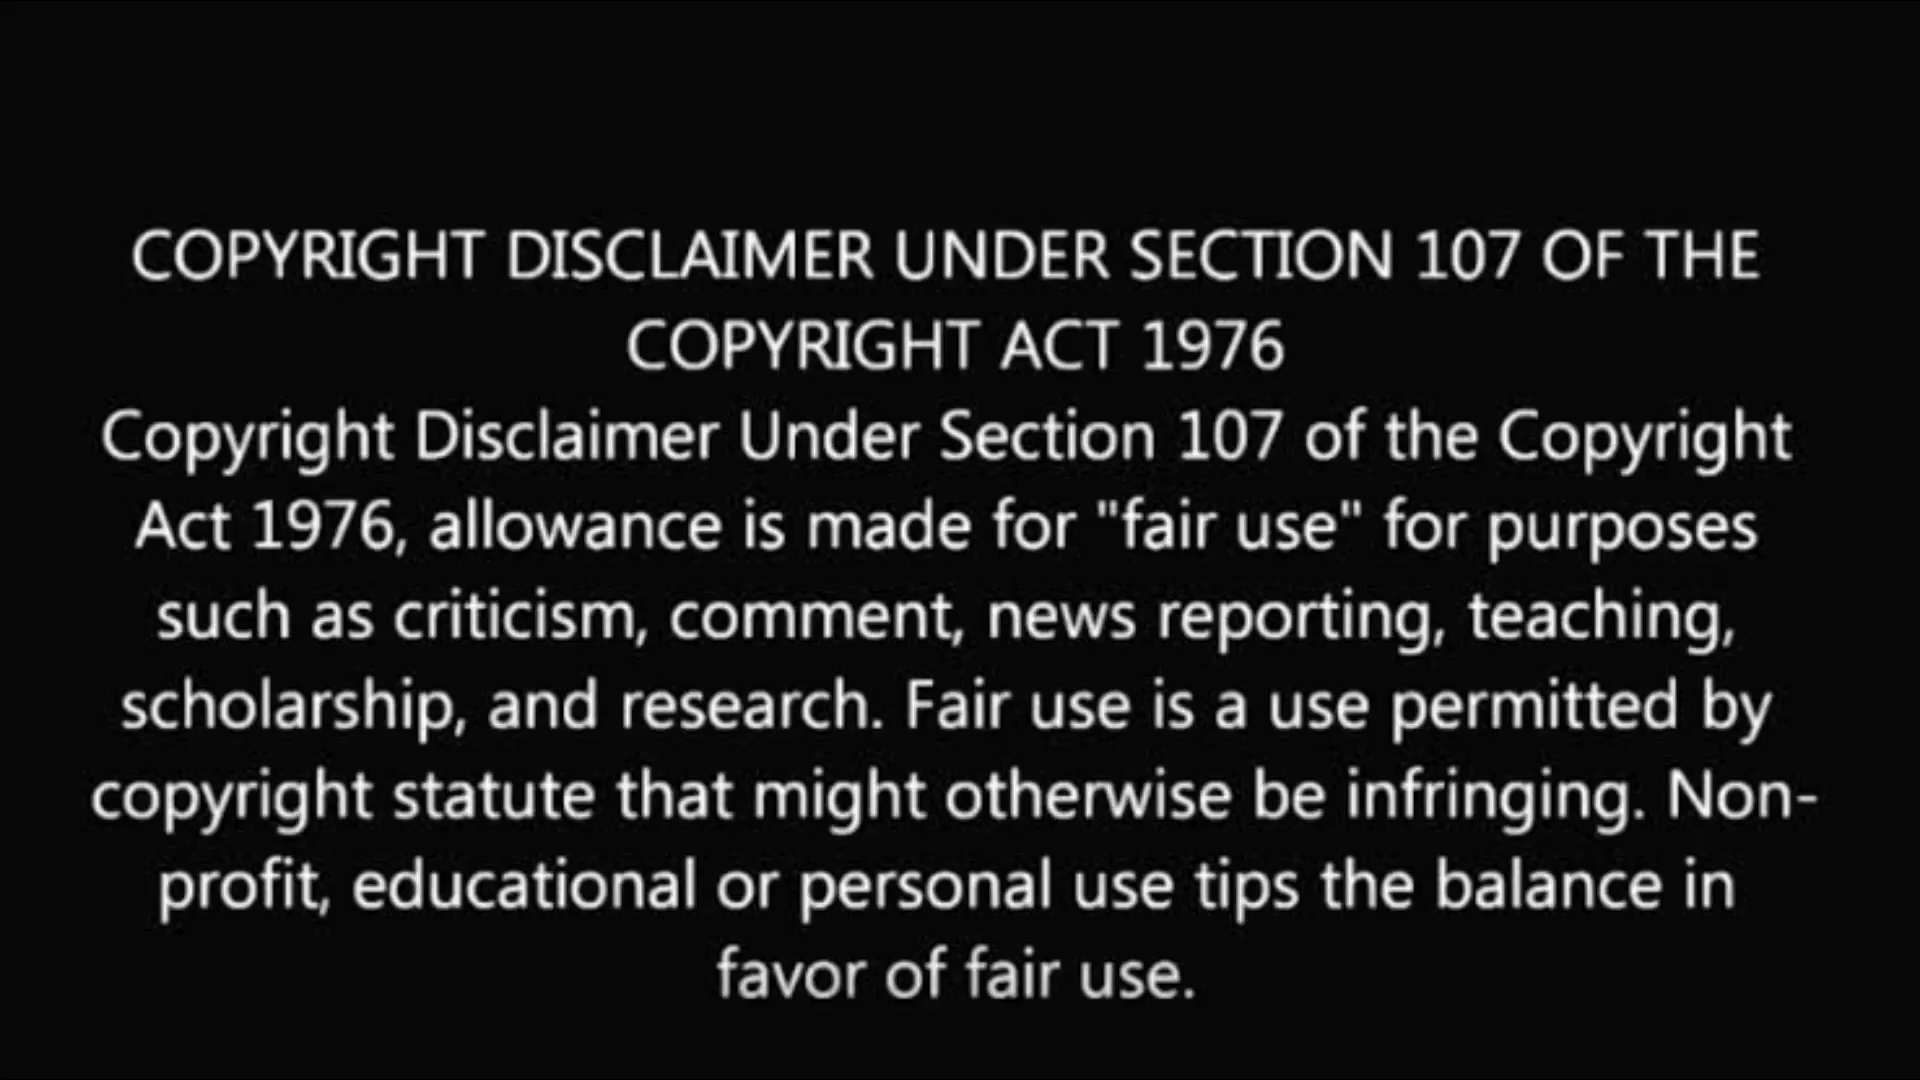 COPYRIGHT DISCLAIMER UNDER SECTION 107 OF THE
COPYRIGHT ACT 1976
Copyright Disclaimer Under Section 107 of the Copyright
Act 1976, allowance is made for "fair use" for purposes
such as criticism, comment, news reporting, teaching,
scholarship, and research. Fair use is a use permitted by
copyright statute that might otherwise be infringing. Non-
profit, educational or personal use tips the balance in
favor of fair use.